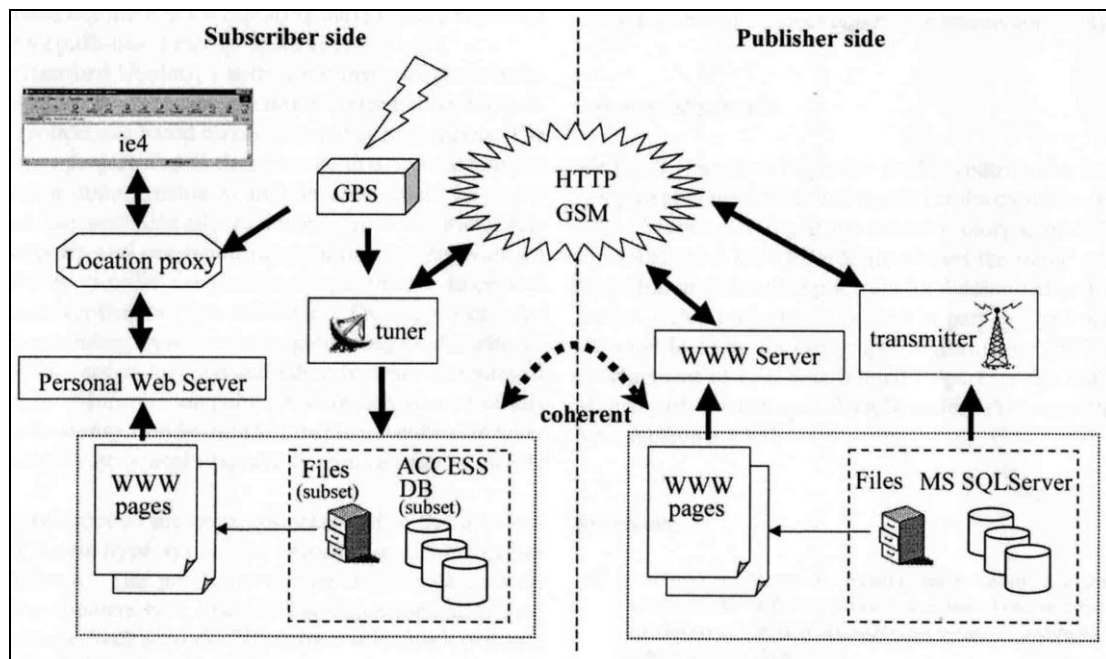 Subscriber side
Publisher side
ie4
GPS
HTTP
GSM
Location proxy
tuner
transmitter
Personal Web Server
WWW Server
coherent
WWW
pages
Files
(subset)
ACCESS
DB
(subset)
WWW
pages
Files
MS SQLServer